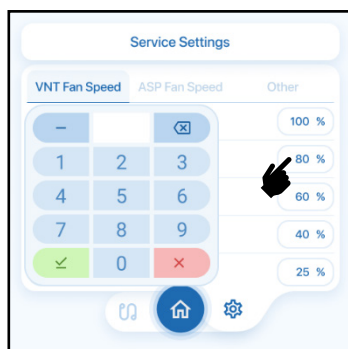 Service Settings
VNT Fan Speed ASP Fan Speed Other
− 100 %
1 2 3 80 %
4 5 6 60 %
7 8 9 40 %
0 25 %